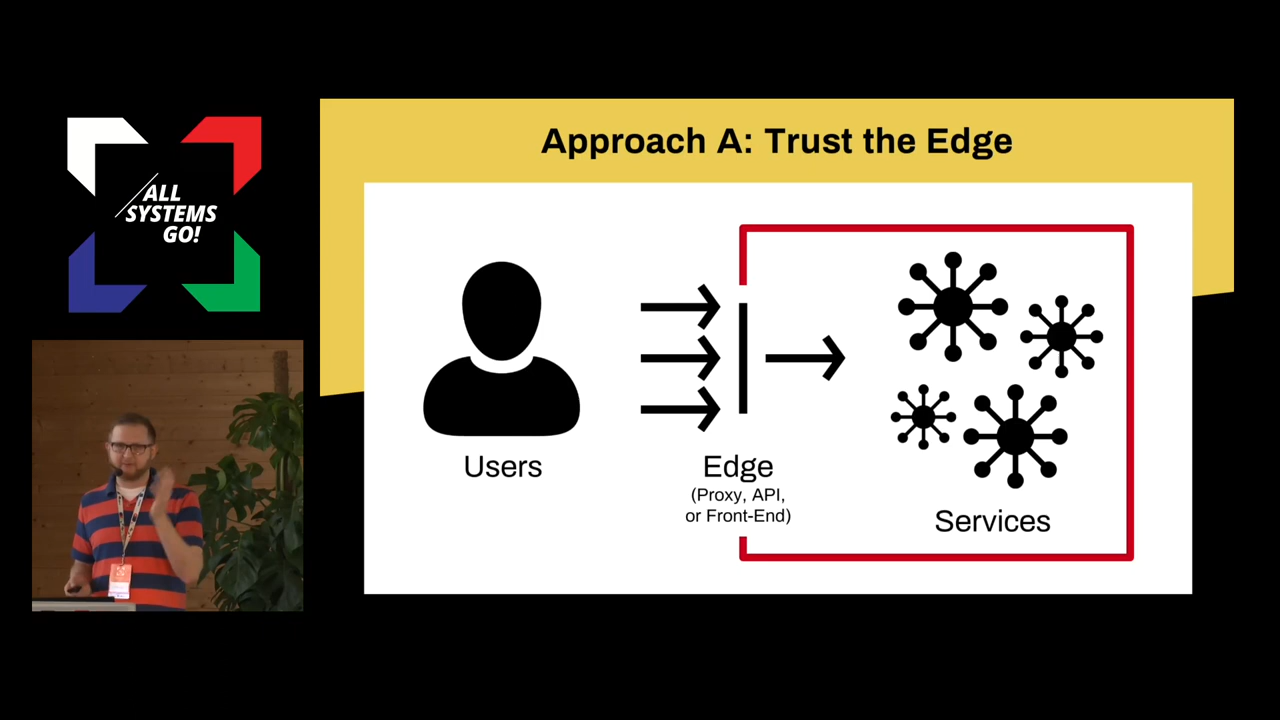 ALL
SYSTEMS
GO!
Approach A: Trust the Edge
Users
Edge
(Proxy, API,
or Front-End)
Services